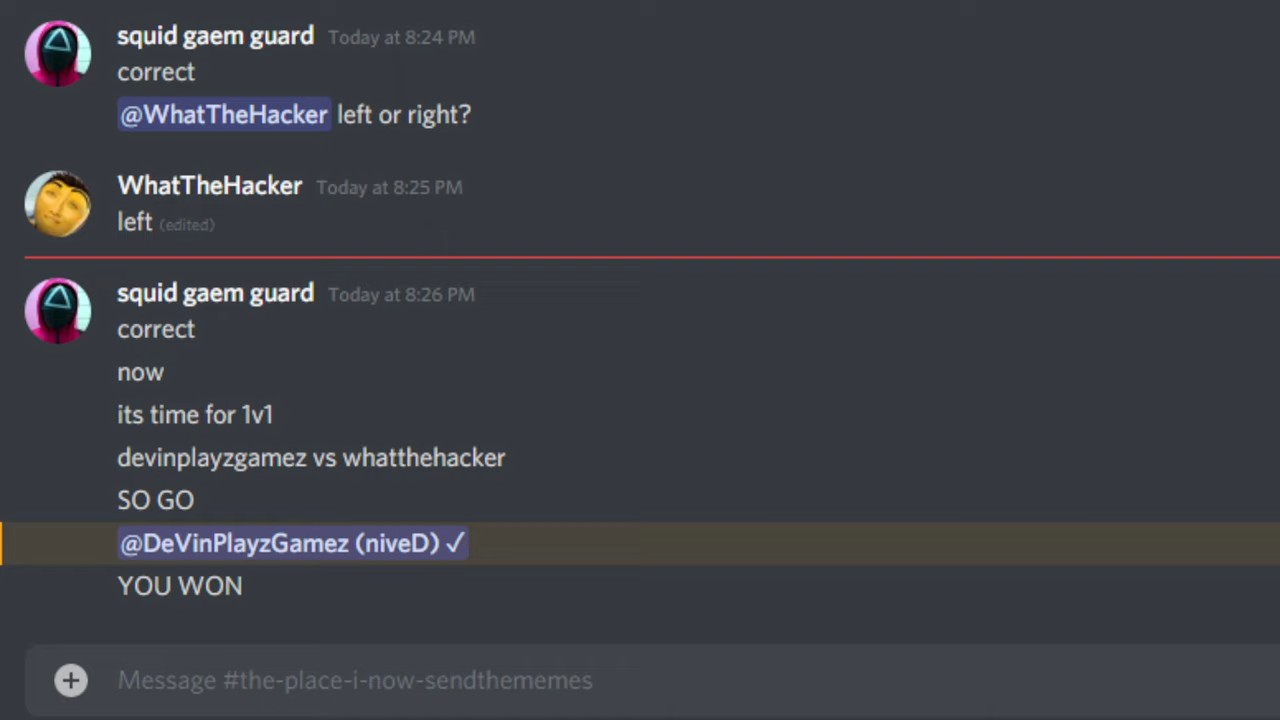 squid gaem guard Today at 8:24 PM
correct
@WhatTheHacker left or right?
WhatTheHacker Today at 8:25 PM
left (edited)
squid gaem guard Today at 8:26 PM
correct
now
its time for 1v1
devinplayzgamez vs whatthehacker
SO GO
@DeVinPlayzGamez (niveD) ✓
YOU WON
Message #the-place-i-now-sendthememes